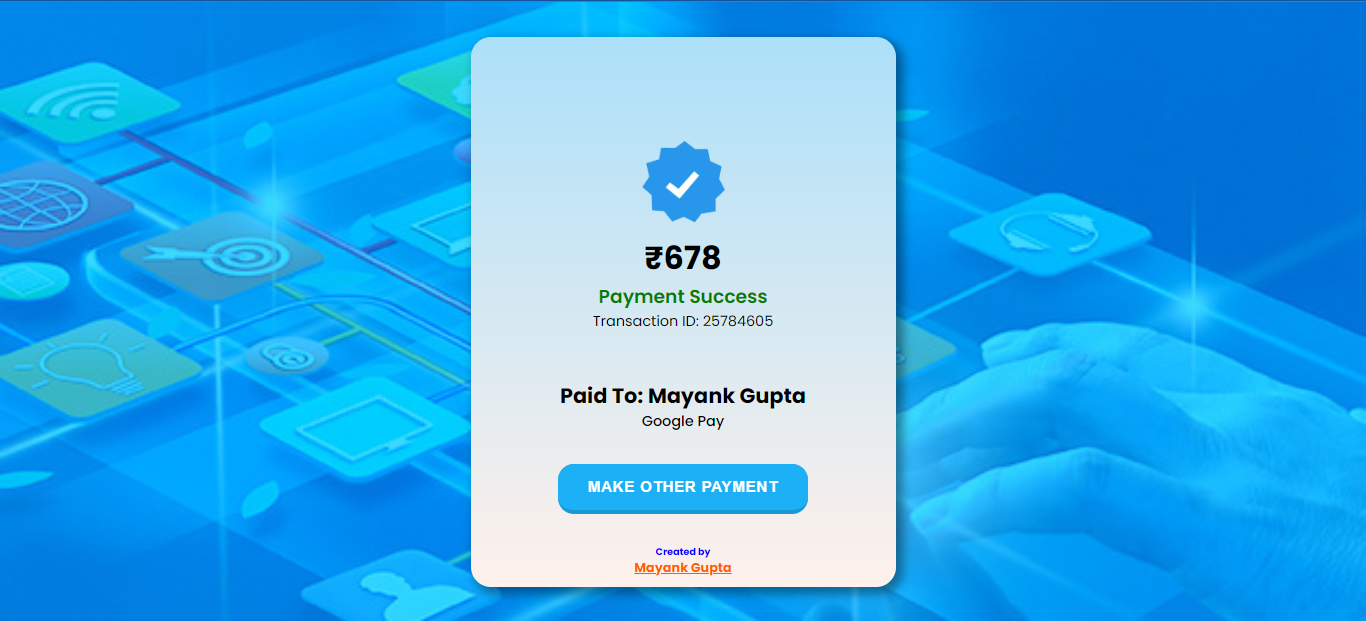 ₹678
Payment Success
Transaction ID: 25784605
Paid To: Mayank Gupta
Google Pay
MAKE OTHER PAYMENT
Created by
Mayank Gupta